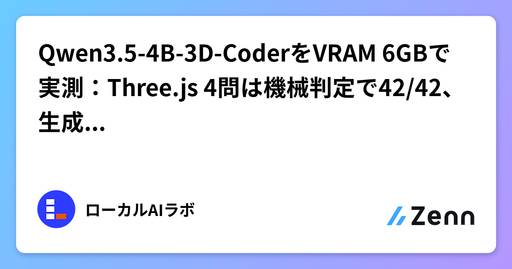 Qwen3.5-4B-3D-CoderをVRAM 6GBで
実測：Three.js 4問は機械判定で42/42、
生成...
ローカルAIラボ
Zenn